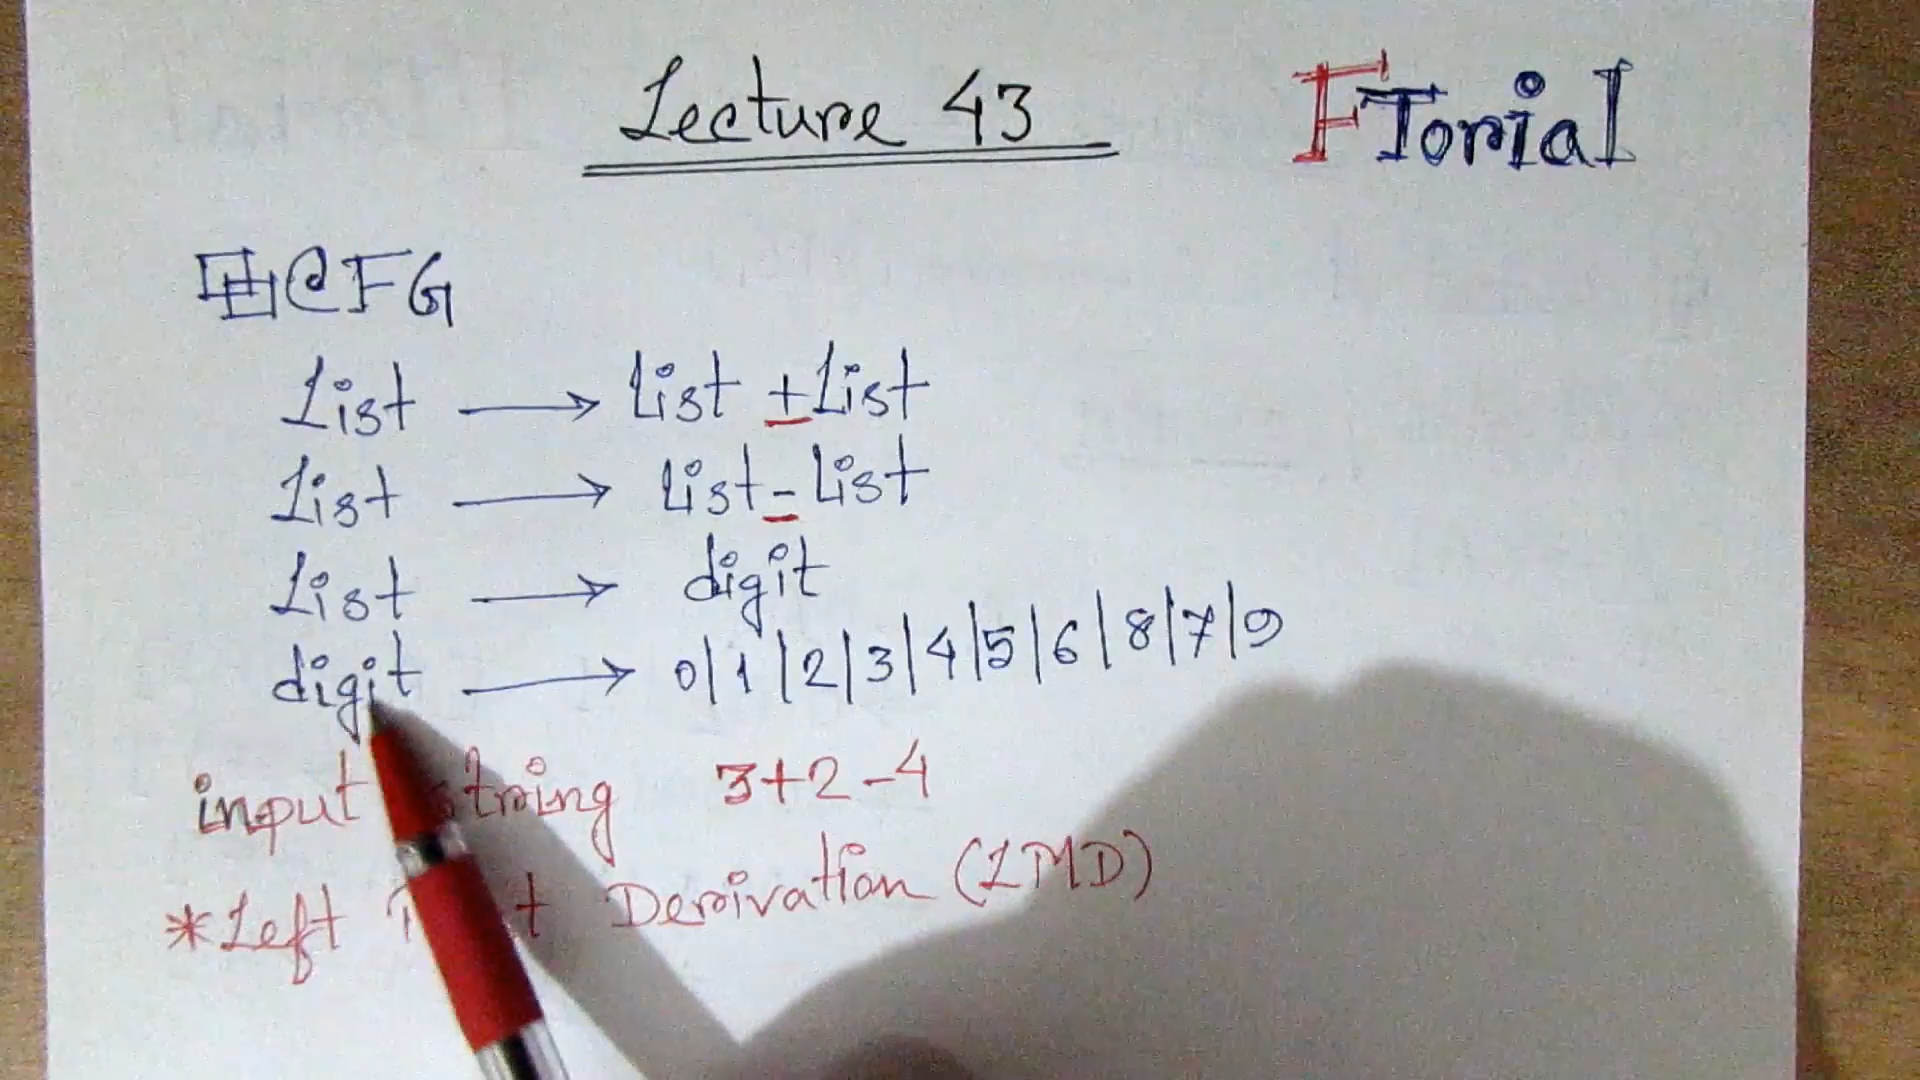 Lecture 43
FTorial
CFG
List → List + List
List → List - List
List → digit
digit → 0|1|2|3|4|5|6|8|7|9
input string 3+2-4
*Left Derivation (LMD)